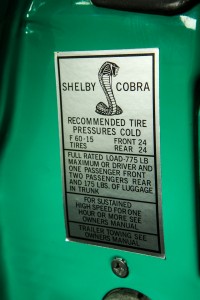 SHELBY COBRA
RECOMMENDED TIRE
PRESSURES COLD
F 60-15 FRONT 24
TIRES REAR 24
FULL RATED LOAD-775 LB
MAXIMUM OR DRIVER AND
ONE PASSENGER FRONT
TWO PASSENGERS REAR
AND 175 LBS. OF LUGGAGE
IN TRUNK
FOR SUSTAINED
HIGH SPEED FOR ONE
HOUR OR MORE SEE
OWNERS MANUAL
TRAILER TOWING SEE
OWNERS MANUAL